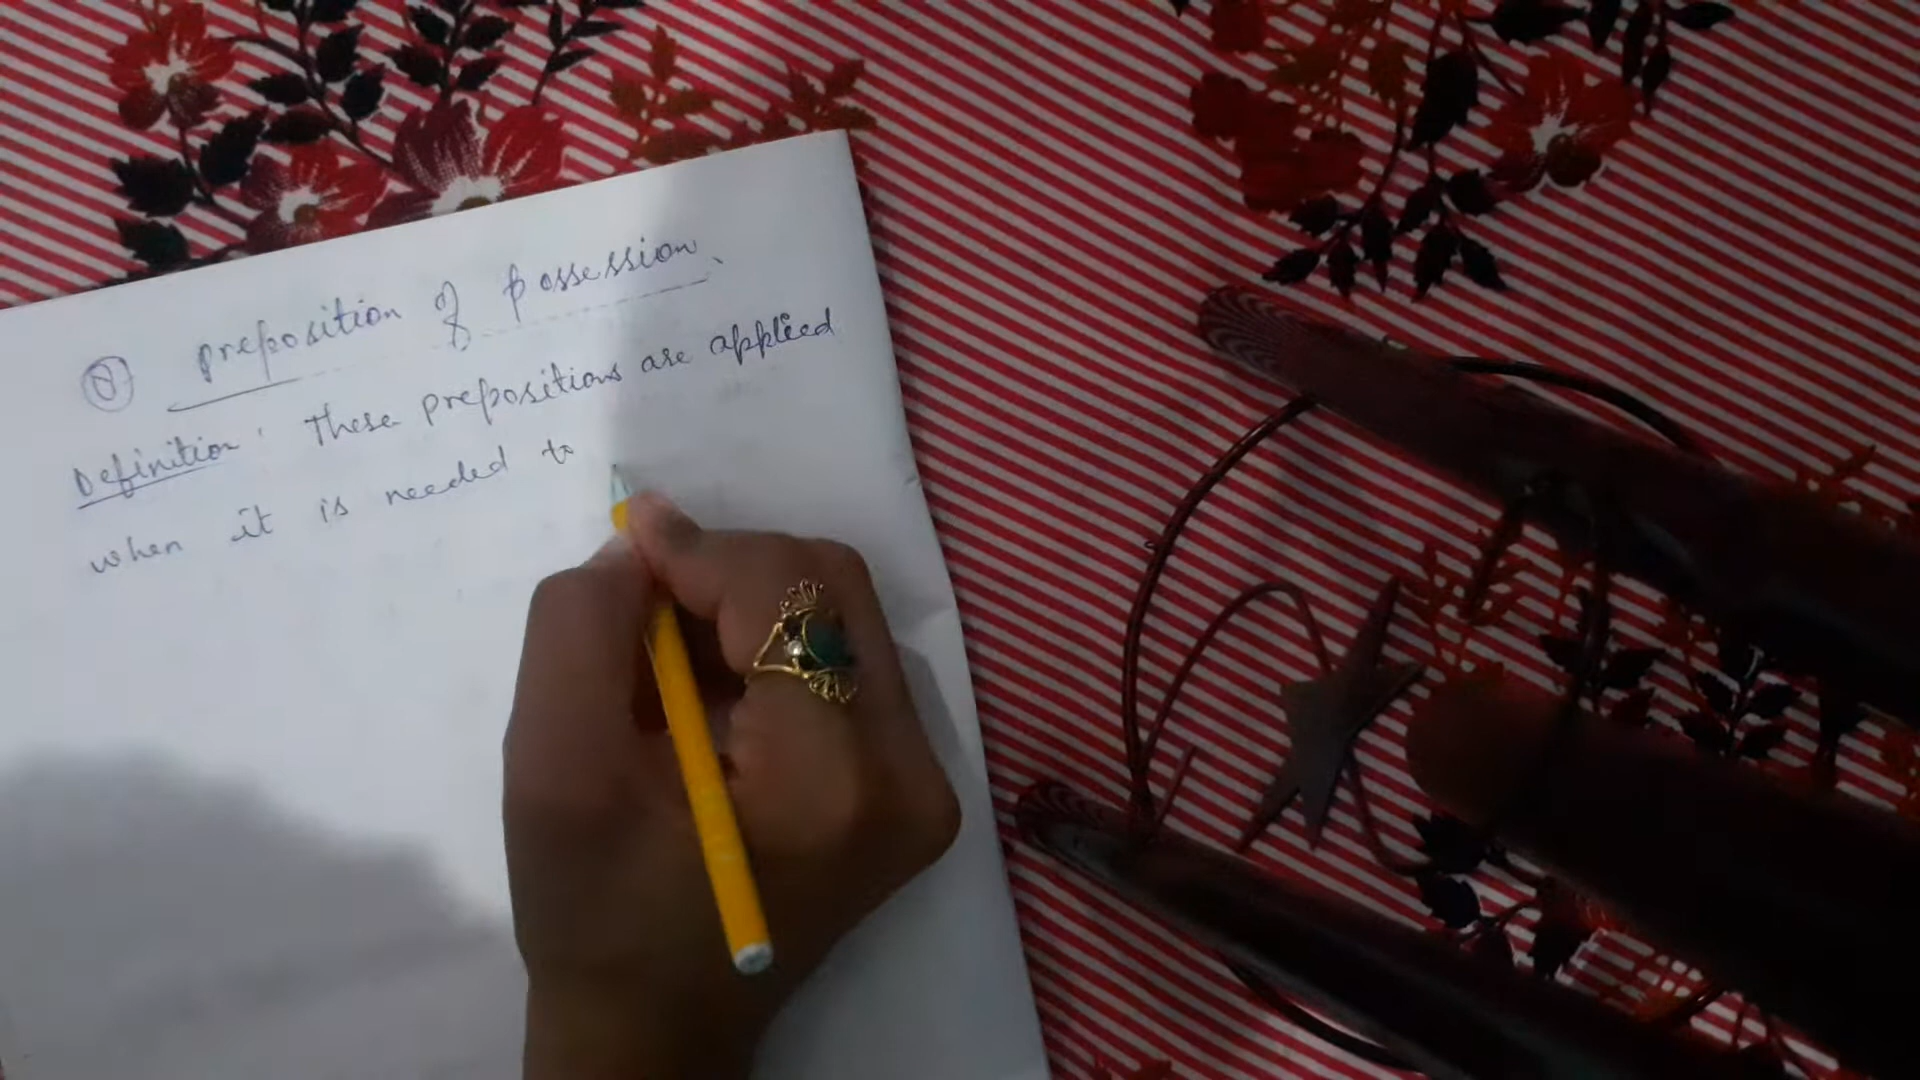 preposition of possession
Definition: These prepositions are applied
when it is needed to